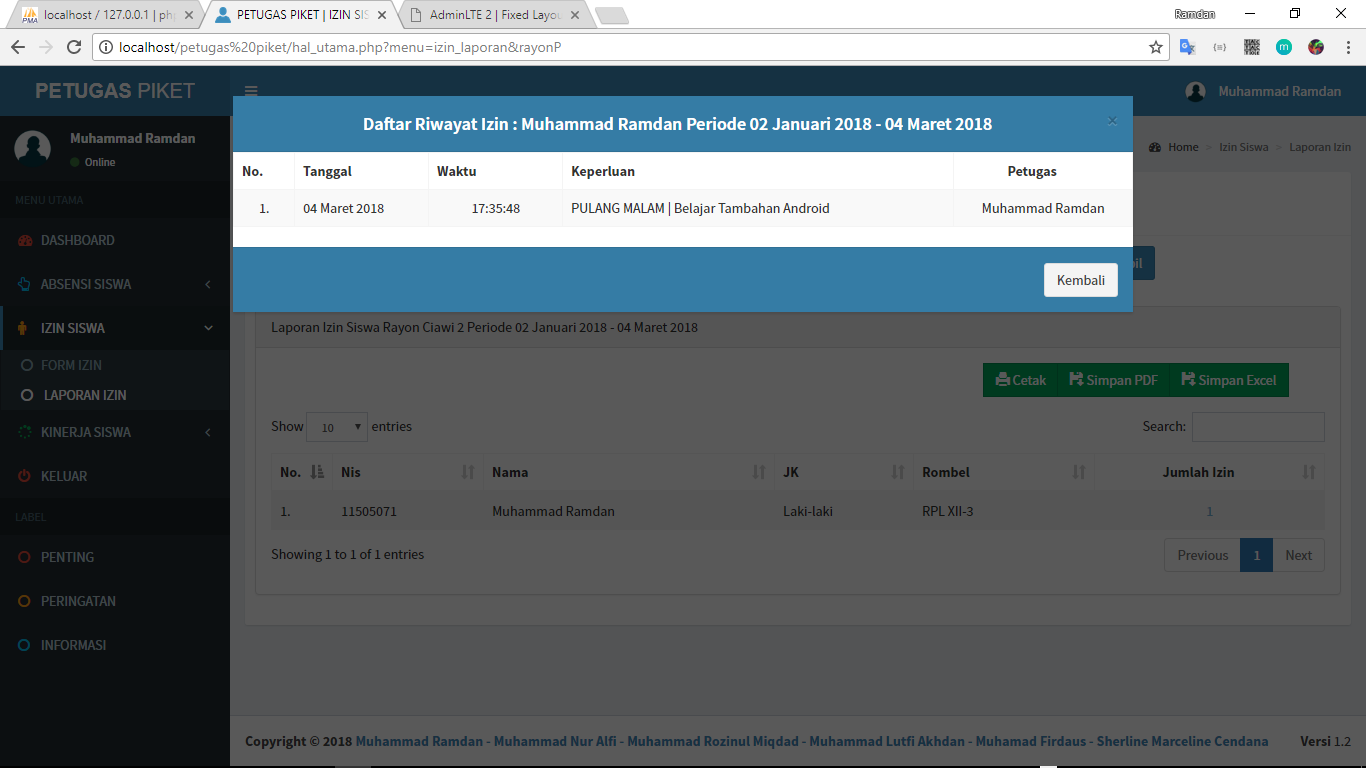 localhost / 127.0.0.1 | php
PETUGAS PIKET | IZIN SIS
AdminLTE 2 | Fixed Layou
Ramdan
localhost/petugas%20piket/hal_utama.php?menu=izin_laporan&rayonP
PETUGAS PIKET
Muhammad Ramdan
Muhammad Ramdan
Online
Home > Izin Siswa > Laporan Izin
Daftar Riwayat Izin : Muhammad Ramdan Periode 02 Januari 2018 - 04 Maret 2018
×
No. Tanggal Waktu Keperluan Petugas
1. 04 Maret 2018 17:35:48 PULANG MALAM | Belajar Tambahan Android Muhammad Ramdan
Kembali
MENU UTAMA
DASHBOARD
ABSENSI SISWA
IZIN SISWA
FORM IZIN
LAPORAN IZIN
KINERJA SISWA
KELUAR
LABEL
PENTING
PERINGATAN
INFORMASI
Laporan Izin Siswa Rayon Ciawi 2 Periode 02 Januari 2018 - 04 Maret 2018
Cetak Simpan PDF Simpan Excel
Show 10 entries Search:
No. Nis Nama JK Rombel Jumlah Izin
1. 11505071 Muhammad Ramdan Laki-laki RPL XII-3 1
Showing 1 to 1 of 1 entries Previous 1 Next
Copyright © 2018 Muhammad Ramdan - Muhammad Nur Alfi - Muhammad Rozinul Miqdad - Muhammad Lutfi Akhdan - Muhamad Firdaus - Sherline Marceline Cendana Versi 1.2